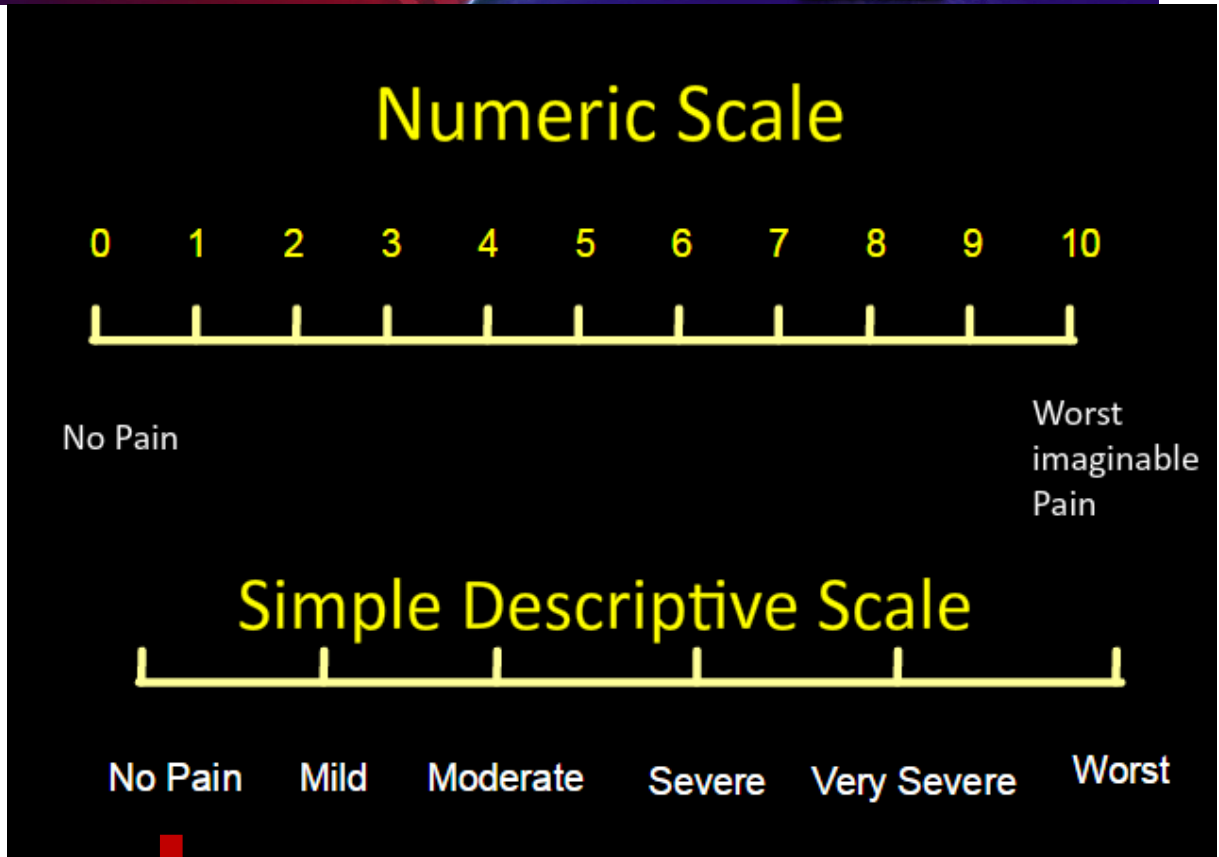 Numeric Scale
0 1 2 3 4 5 6 7 8 9 10
No Pain
Worst
imaginable
Pain
Simple Descriptive Scale
No Pain Mild Moderate Severe Very Severe Worst